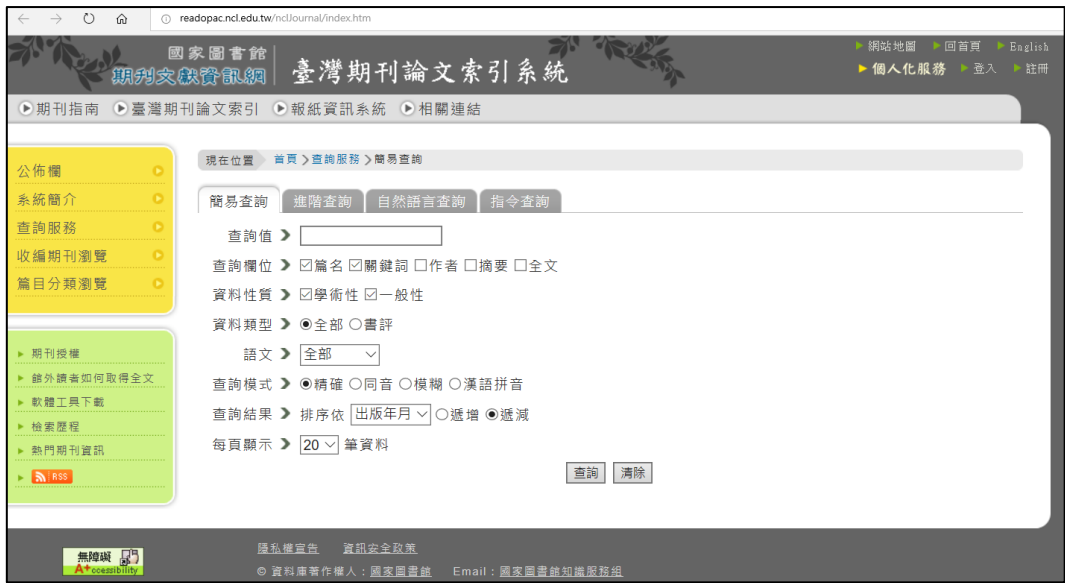 readopac.ncl.edu.tw/nclJournal/index.htm
國家圖書館
期刊文獻資訊網
臺灣期刊論文索引系統
網站地圖 回首頁 English
個人化服務 登入 註冊
期刊指南 臺灣期刊論文索引 報紙資訊系統 相關連結
公佈欄
系統簡介
查詢服務
收編期刊瀏覽
篇目分類瀏覽
期刊授權
館外讀者如何取得全文
軟體工具下載
檢索歷程
熱門期刊資訊
RSS
現在位置 首頁 查詢服務 簡易查詢
簡易查詢 進階查詢 自然語言查詢 指令查詢
查詢值
查詢欄位 ☑篇名 ☑關鍵詞 □作者 □摘要 □全文
資料性質 ☑學術性 ☑一般性
資料類型 ◉全部 ○書評
語文 全部
查詢模式 ◉精確 ○同音 ○模糊 ○漢語拼音
查詢結果 排序依 出版年月 ○遞增 ◉遞減
每頁顯示 20 筆資料
查詢 清除
無障礙
A+ccessibility
隱私權宣告 資訊安全政策
© 資料庫著作權人：國家圖書館 Email：國家圖書館知識服務組